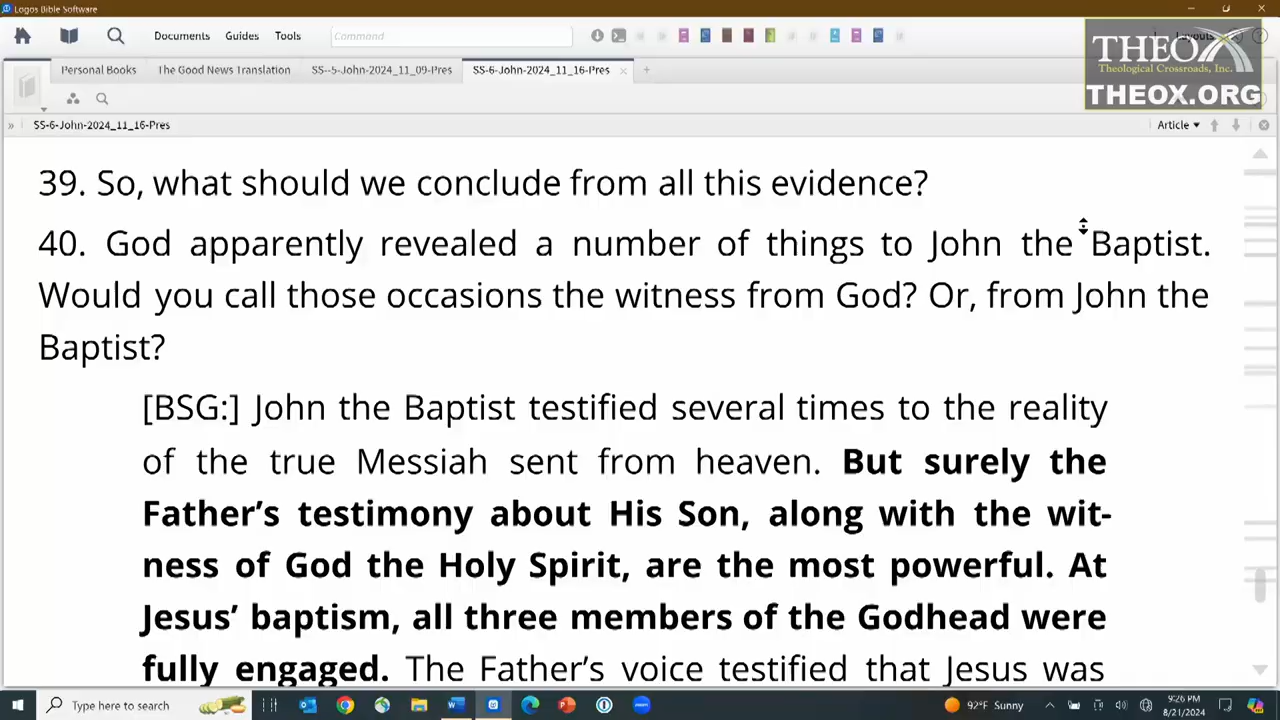 Logos Bible Software
Documents Guides Tools Command
THEOX
Theological Crossroads, Inc.
THEOX.ORG
Personal Books The Good News Translation SS-6-John-2024_11_16-Pres
SS-6-John-2024_11_16-Pres Article
39. So, what should we conclude from all this evidence?
40. God apparently revealed a number of things to John the Baptist.
Would you call those occasions the witness from God? Or, from John the
Baptist?
[BSG:] John the Baptist testified several times to the reality
of the true Messiah sent from heaven. But surely the
Father’s testimony about His Son, along with the wit-
ness of God the Holy Spirit, are the most powerful. At
Jesus’ baptism, all three members of the Godhead were
fully engaged. The Father’s voice testified that Jesus was
Type here to search
92°F Sunny
9:26 PM
8/21/2024